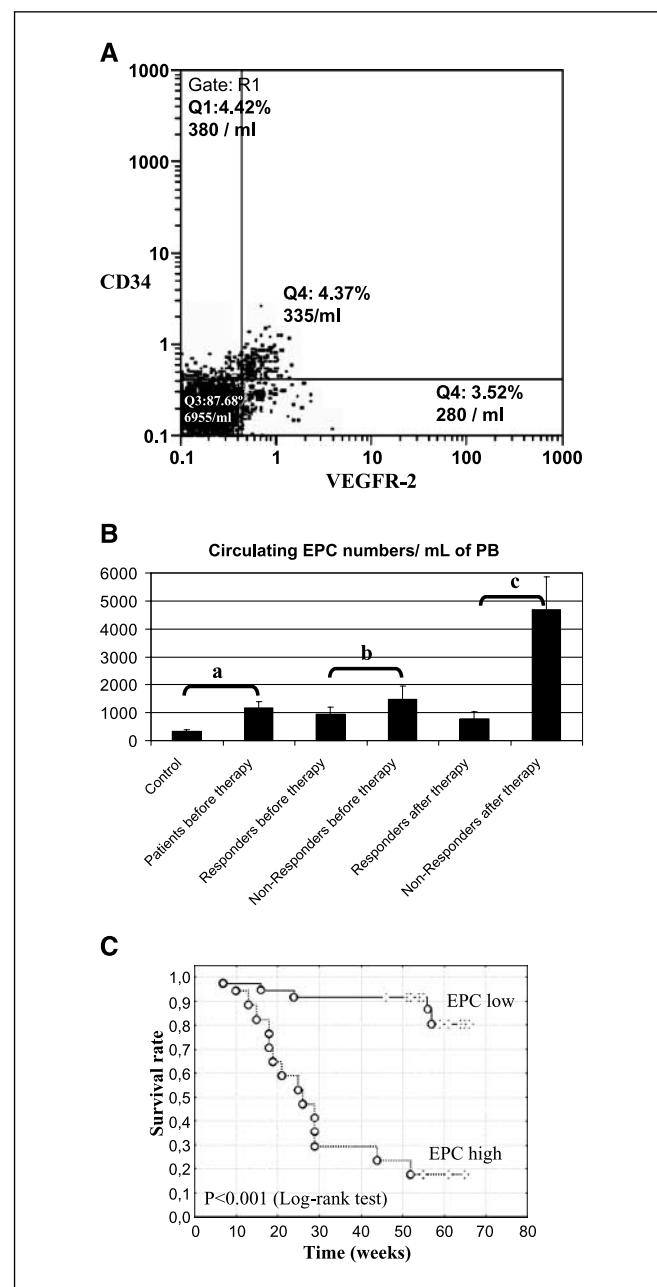 A
1000
Gate: R1
Q1:4.42%
380 / ml
1000
10
CD34
Q4: 4.37%
335/ml
1
Q3:87.68º
6955/ml
Q4: 3.52%
280 / ml
0.1
0.1 1 10 100 1000
VEGFR-2
B
Circulating EPC numbers/ mL of PB
6000
5000
4000
3000
2000
1000
0
a
b
c
Control
Patients before therapy
Responders before therapy
Non-Responders before therapy
Responders after therapy
Non-Responders after therapy
C
1,0
0,9
0,8
0,7
0,6
0,5
0,4
0,3
0,2
0,1
0,0
Survival rate
EPC low
EPC high
P<0.001 (Log-rank test)
0 10 20 30 40 50 60 70 80
Time (weeks)